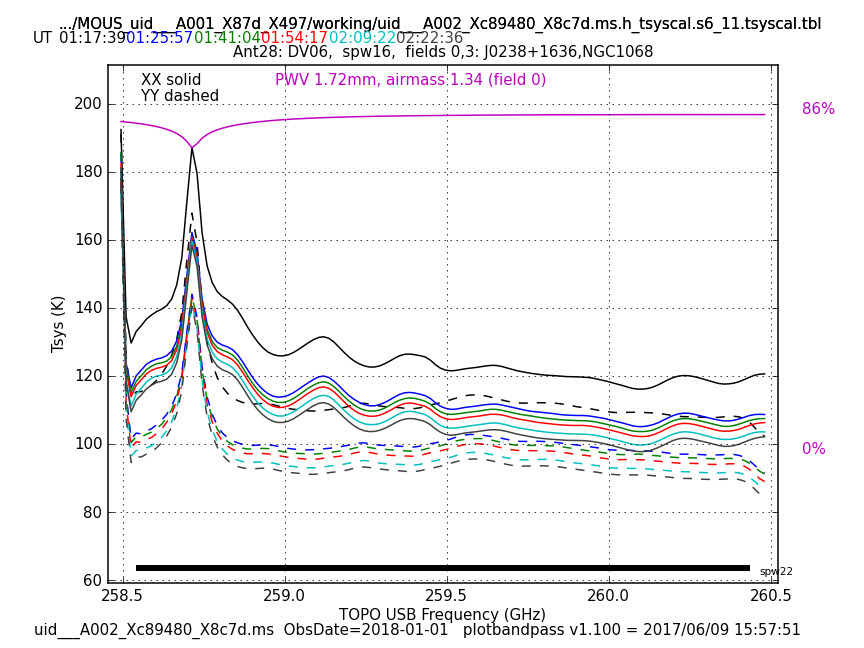 .../MOUS_uid___A001_X87d_X497/working/uid___A002_Xc89480_X8c7d.ms.h_tsyscal.s6_11.tsyscal.tbl
UT 01:17:39 01:25:57 01:41:04 01:54:17 02:09:22 02:22:36
Ant28: DV06, spw16, fields 0,3: J0238+1636,NGC1068
XX solid
YY dashed
PWV 1.72mm, airmass 1.34 (field 0)
86%
0%
200
180
160
140
120
100
80
60
Tsys (K)
spw22
258.5 259.0 259.5 260.0 260.5
TOPO USB Frequency (GHz)
uid___A002_Xc89480_X8c7d.ms ObsDate=2018-01-01 plotbandpass v1.100 = 2017/06/09 15:57:51